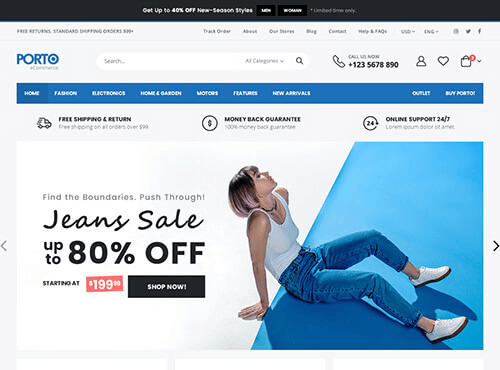 Get Up to 40% OFF New-Season Styles MEN WOMAN * Limited time only.
FREE RETURNS. STANDARD SHIPPING ORDERS $99+ Track Order About Our Stores Blog Contact Help & FAQs USD ENG
PORTO
eCommerce
Search... All Categories
CALL US NOW
+123 5678 890
HOME FASHION ELECTRONICS HOME & GARDEN MOTORS FEATURES NEW ARRIVALS OUTLET BUY PORTO!
FREE SHIPPING & RETURN
Free shipping on all orders over $99.
MONEY BACK GUARANTEE
100% money back guarantee
24
ONLINE SUPPORT 24/7
Lorem ipsum dolor sit amet.
Find the Boundaries. Push Through!
Jeans Sale
up to 80% OFF
STARTING AT $199.99 SHOP NOW!